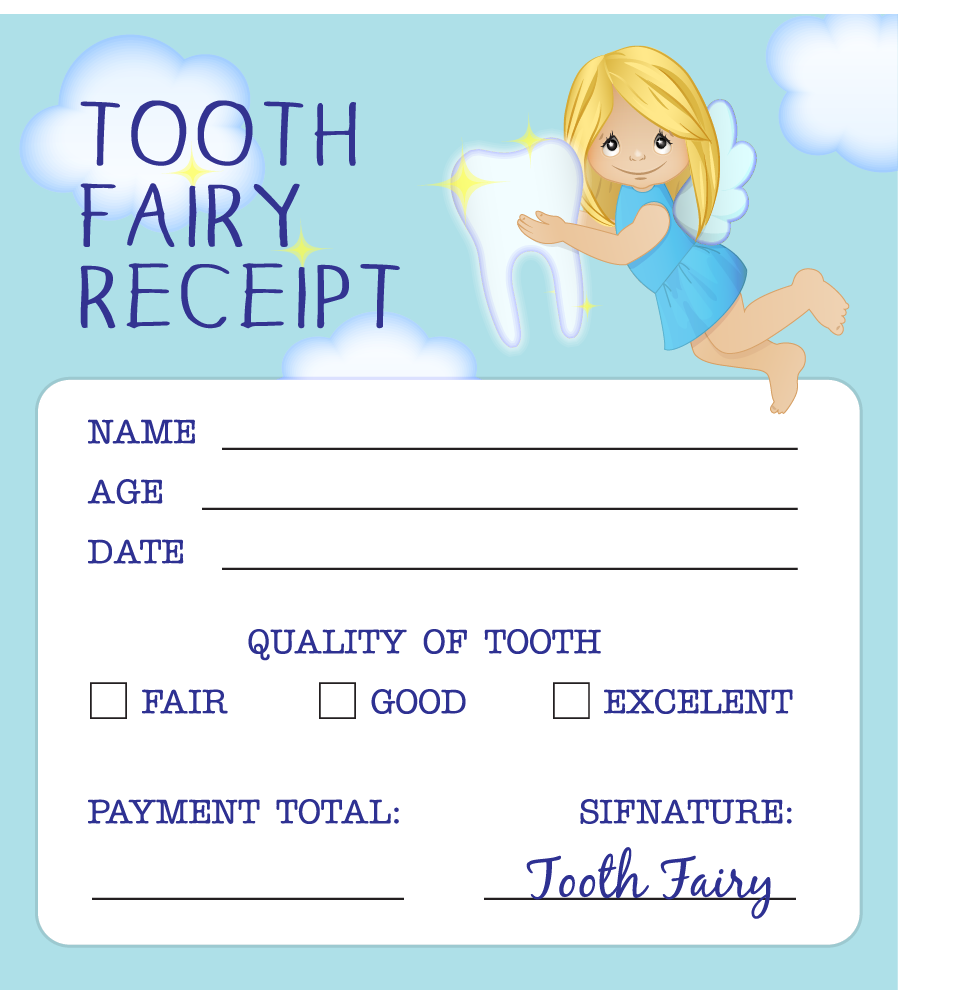 TOOTH
FAIRY
RECEIPT
NAME
AGE
DATE
QUALITY OF TOOTH
FAIR GOOD EXCELENT
PAYMENT TOTAL: SIFNATURE:
Tooth Fairy